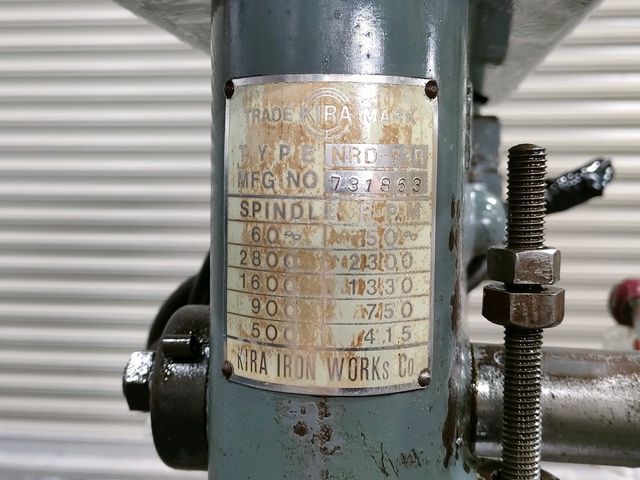 TRADE KIRA MARK
TYPE
MFG NO 731863
SPINDLE R.P.M
60~ 50~
2800 2300
1600 1330
900 750
500 415
KIRA IRON WORKS Co